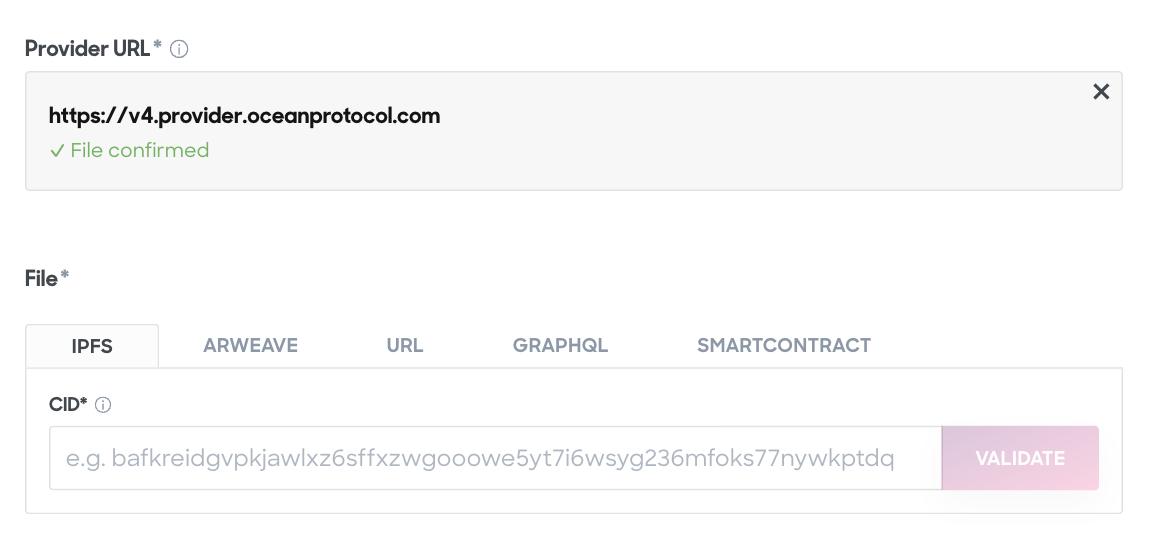 Provider URL*
https://v4.provider.oceanprotocol.com
✓ File confirmed
File*
IPFS ARWEAVE URL GRAPHQL SMARTCONTRACT
CID*
e.g. bafkreidgvpkjawlxz6sffxzwgooowe5yt7i6wsyg236mfoks77nywkptdq VALIDATE